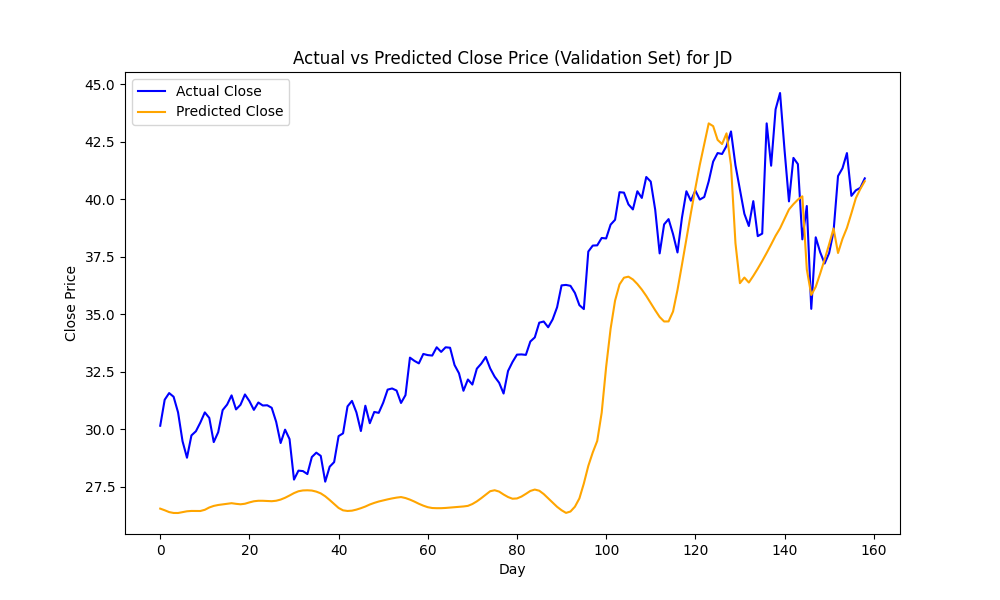 Actual vs Predicted Close Price (Validation Set) for JD
Actual Close
Predicted Close
45.0
42.5
40.0
37.5
35.0
32.5
30.0
27.5
Close Price
0 20 40 60 80 100 120 140 160
Day